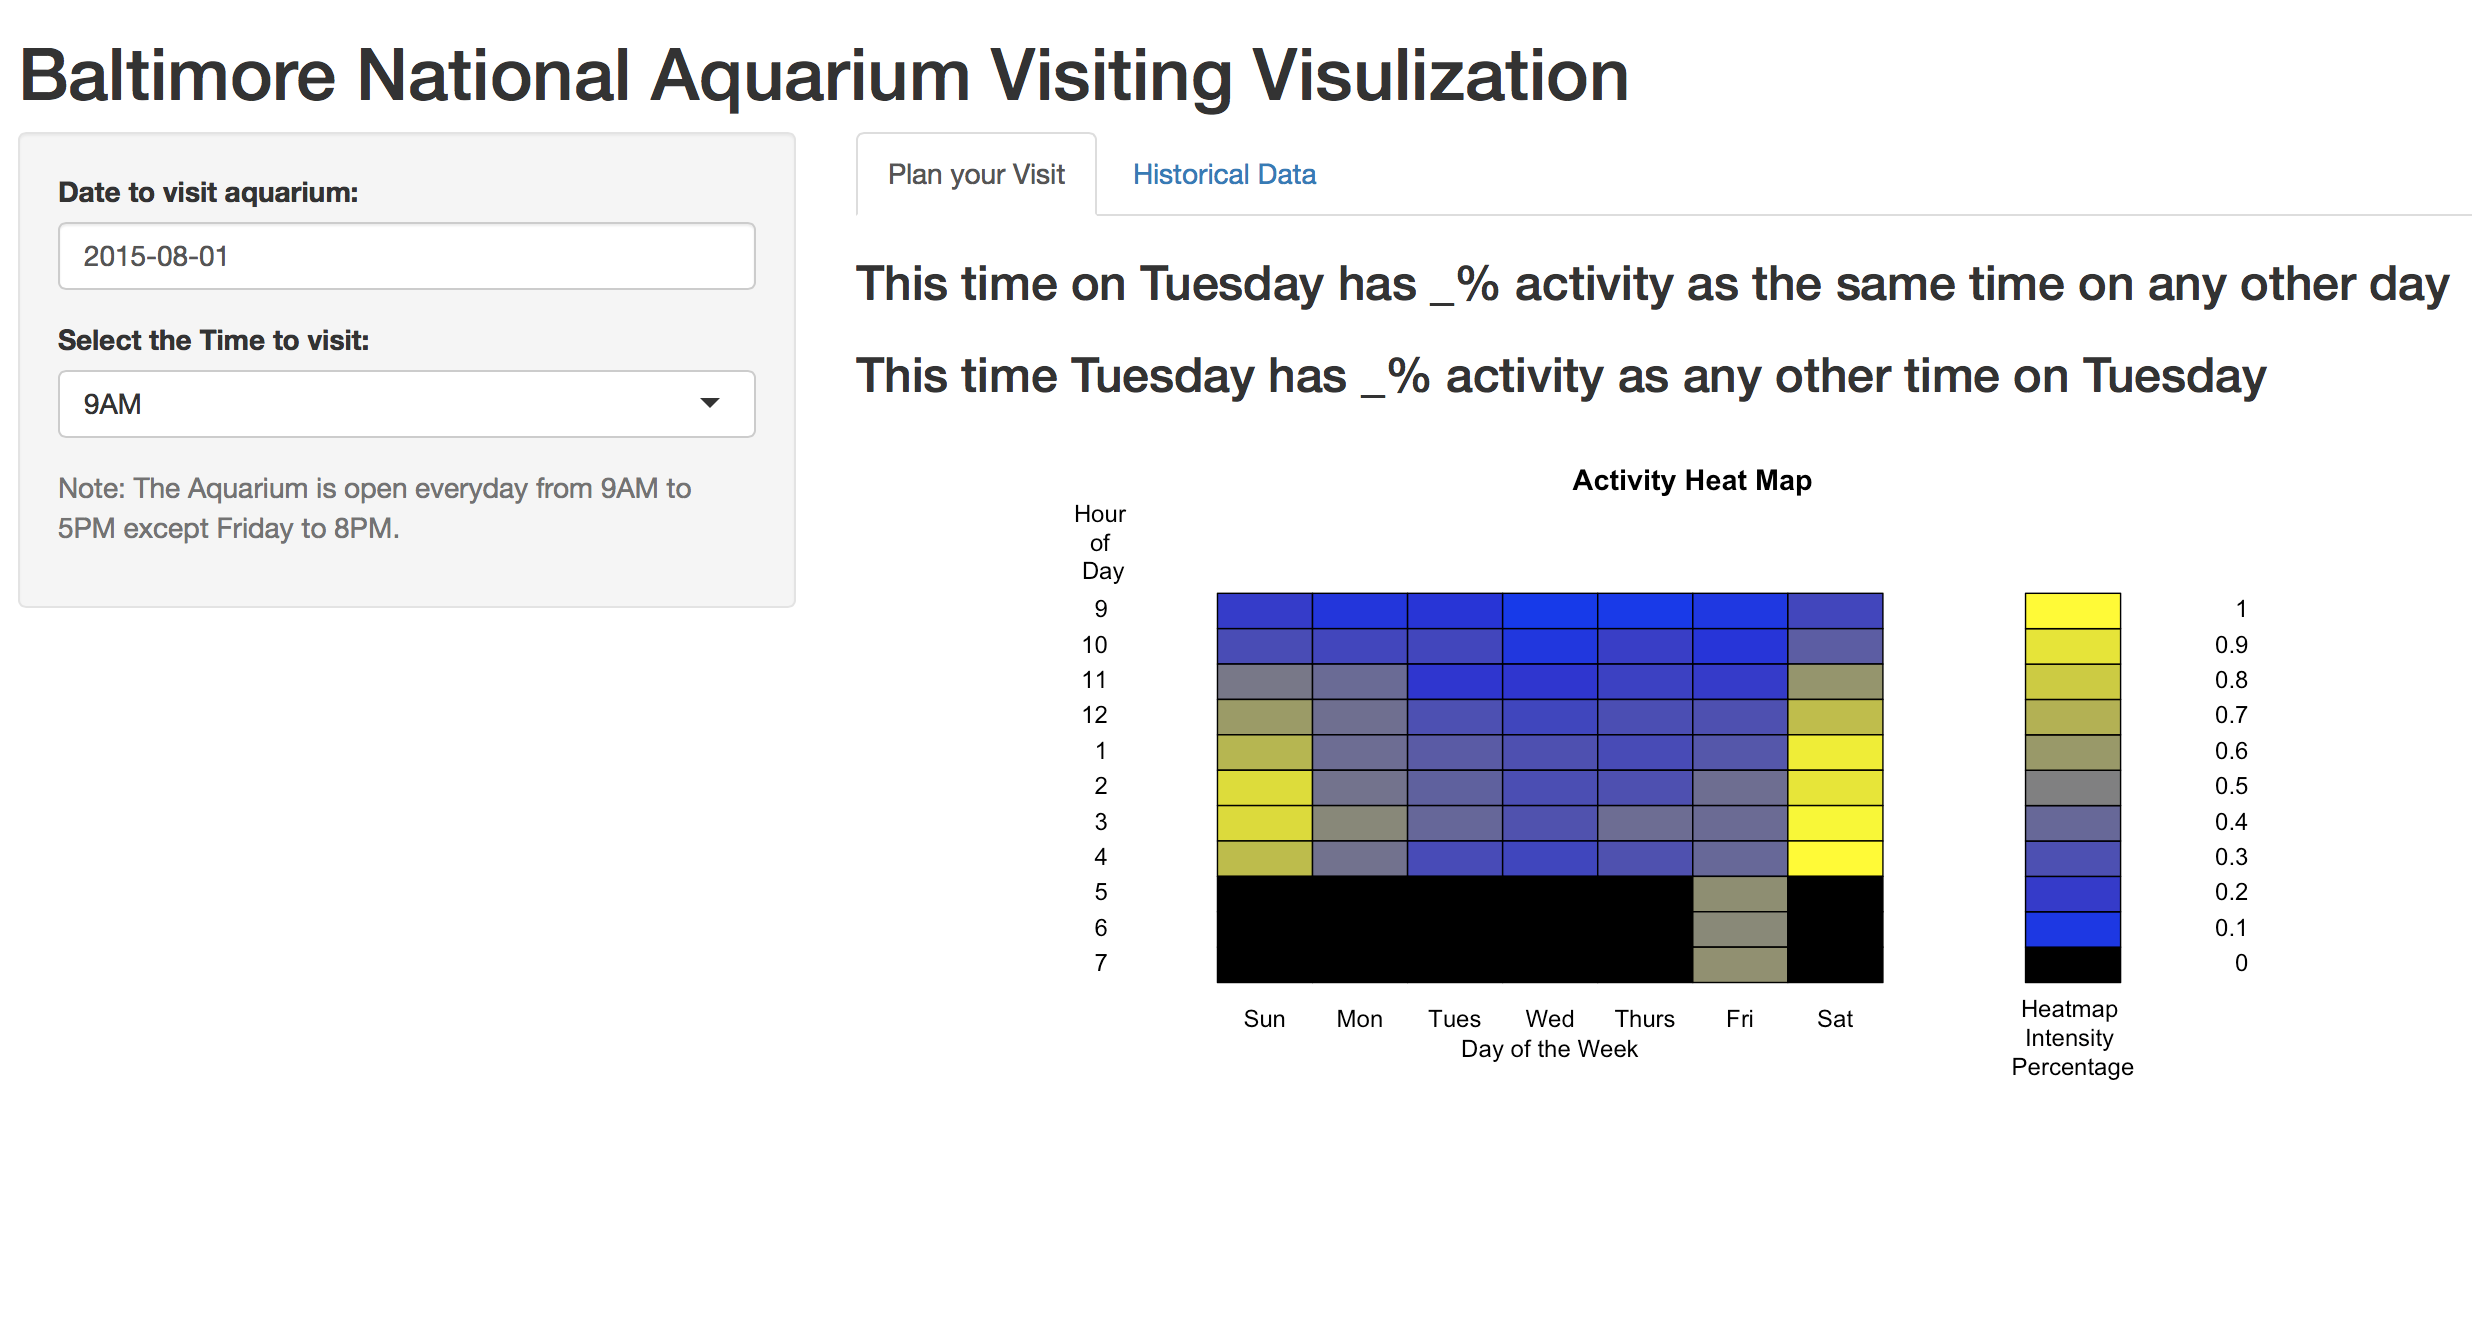 Baltimore National Aquarium Visiting Visulization
Date to visit aquarium:
2015-08-01
Select the Time to visit:
9AM
Note: The Aquarium is open everyday from 9AM to
5PM except Friday to 8PM.
Plan your Visit
Historical Data
This time on Tuesday has _% activity as the same time on any other day
This time Tuesday has _% activity as any other time on Tuesday
Activity Heat Map
Hour
of
Day
9
10
11
12
1
2
3
4
5
6
7
Sun Mon Tues Wed Thurs Fri Sat
Day of the Week
1
0.9
0.8
0.7
0.6
0.5
0.4
0.3
0.2
0.1
0
Heatmap
Intensity
Percentage